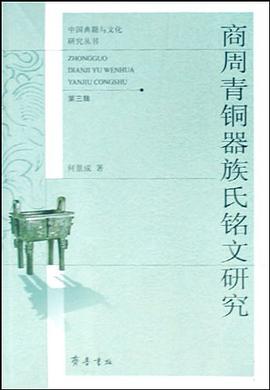 中国典籍与文化
研究丛书
ZHONGGUO
DIANJI YU WENHUA
YANJIU CONGSHU
第三辑
商周青铜器族氏铭文研究
何景成 著
齐鲁书社